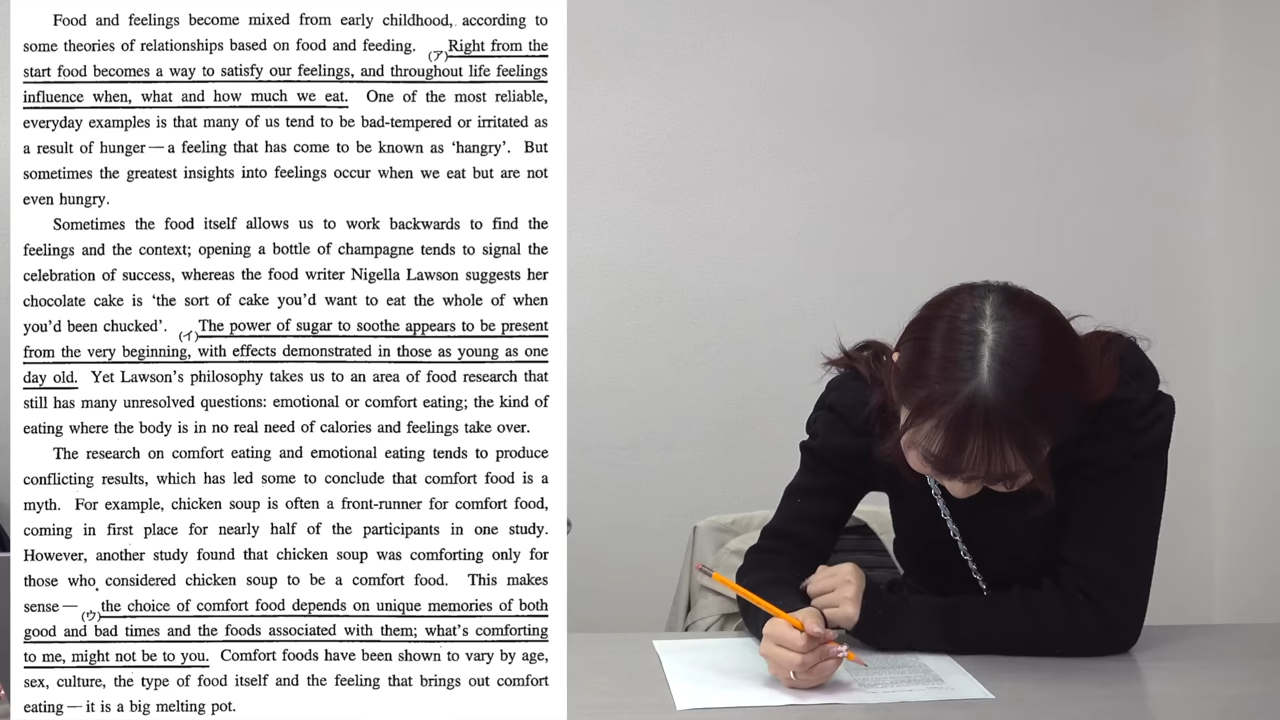 Food and feelings become mixed from early childhood, according to
some theories of relationships based on food and feeding. (ア)Right from the
start food becomes a way to satisfy our feelings, and throughout life feelings
influence when, what and how much we eat. One of the most reliable,
everyday examples is that many of us tend to be bad-tempered or irritated as
a result of hunger—a feeling that has come to be known as ‘hangry’. But
sometimes the greatest insights into feelings occur when we eat but are not
even hungry.
Sometimes the food itself allows us to work backwards to find the
feelings and the context; opening a bottle of champagne tends to signal the
celebration of success, whereas the food writer Nigella Lawson suggests her
chocolate cake is ‘the sort of cake you’d want to eat the whole of when
you’d been chucked’. (イ)The power of sugar to soothe appears to be present
from the very beginning, with effects demonstrated in those as young as one
day old. Yet Lawson’s philosophy takes us to an area of food research that
still has many unresolved questions: emotional or comfort eating; the kind of
eating where the body is in no real need of calories and feelings take over.
The research on comfort eating and emotional eating tends to produce
conflicting results, which has led some to conclude that comfort food is a
myth. For example, chicken soup is often a front-runner for comfort food,
coming in first place for nearly half of the participants in one study.
However, another study found that chicken soup was comforting only for
those who considered chicken soup to be a comfort food. This makes
sense—(ウ)the choice of comfort food depends on unique memories of both
good and bad times and the foods associated with them; what’s comforting
to me, might not be to you. Comfort foods have been shown to vary by age,
sex, culture, the type of food itself and the feeling that brings out comfort
eating—it is a big melting pot.